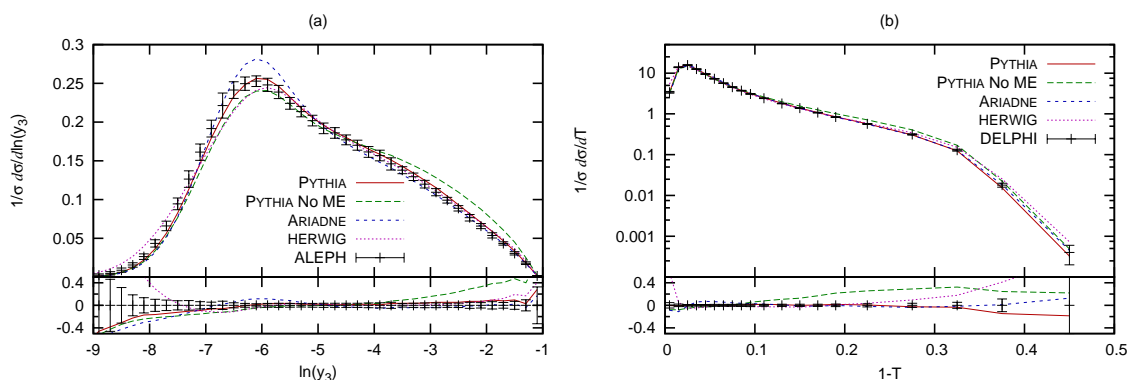 (a)
1/σ dσ/dln(y3)
0.3
0.25
0.2
0.15
0.1
0.05
PYTHIA
PYTHIA No ME
ARIADNE
HERWIG
ALEPH
0.4
0
-0.4
-9 -8 -7 -6 -5 -4 -3 -2 -1
ln(y3)
(b)
1/σ dσ/dT
10
1
0.1
0.01
0.001
PYTHIA
PYTHIA No ME
ARIADNE
HERWIG
DELPHI
0.4
0
-0.4
0 0.1 0.2 0.3 0.4 0.5
1-T